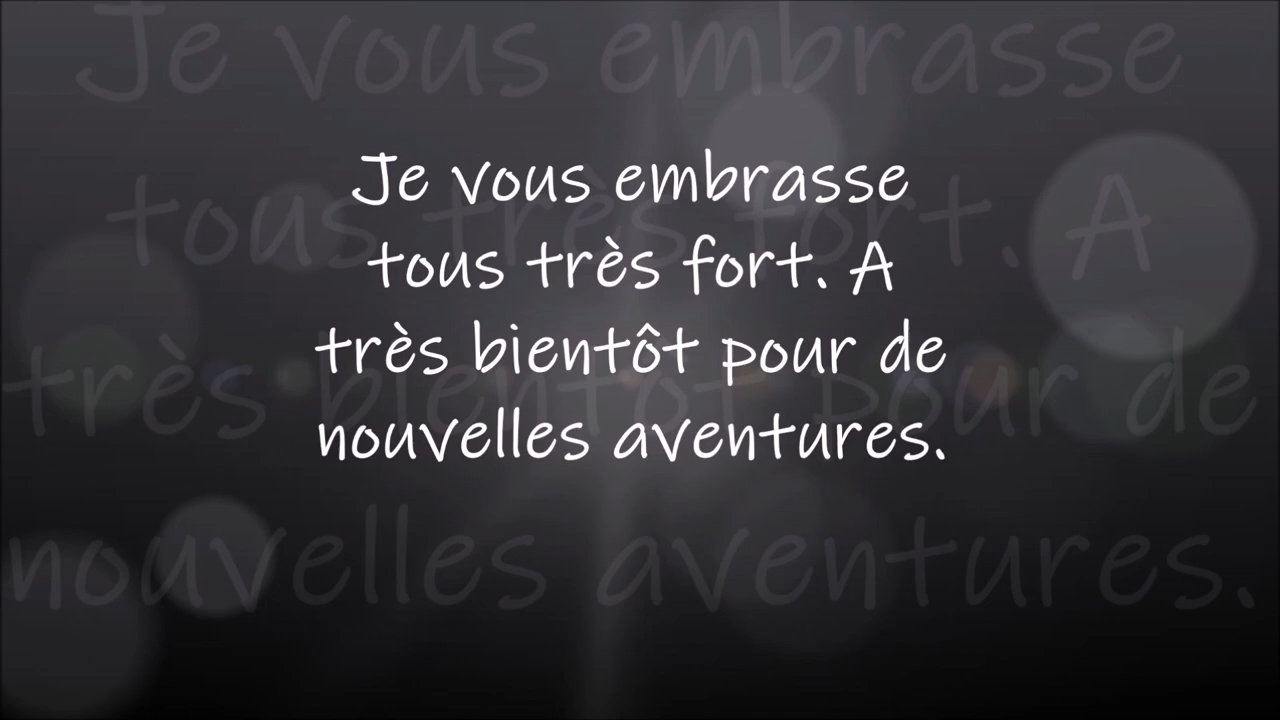 Je vous embrasse
tous très fort. A
très bientôt pour de
nouvelles aventures.